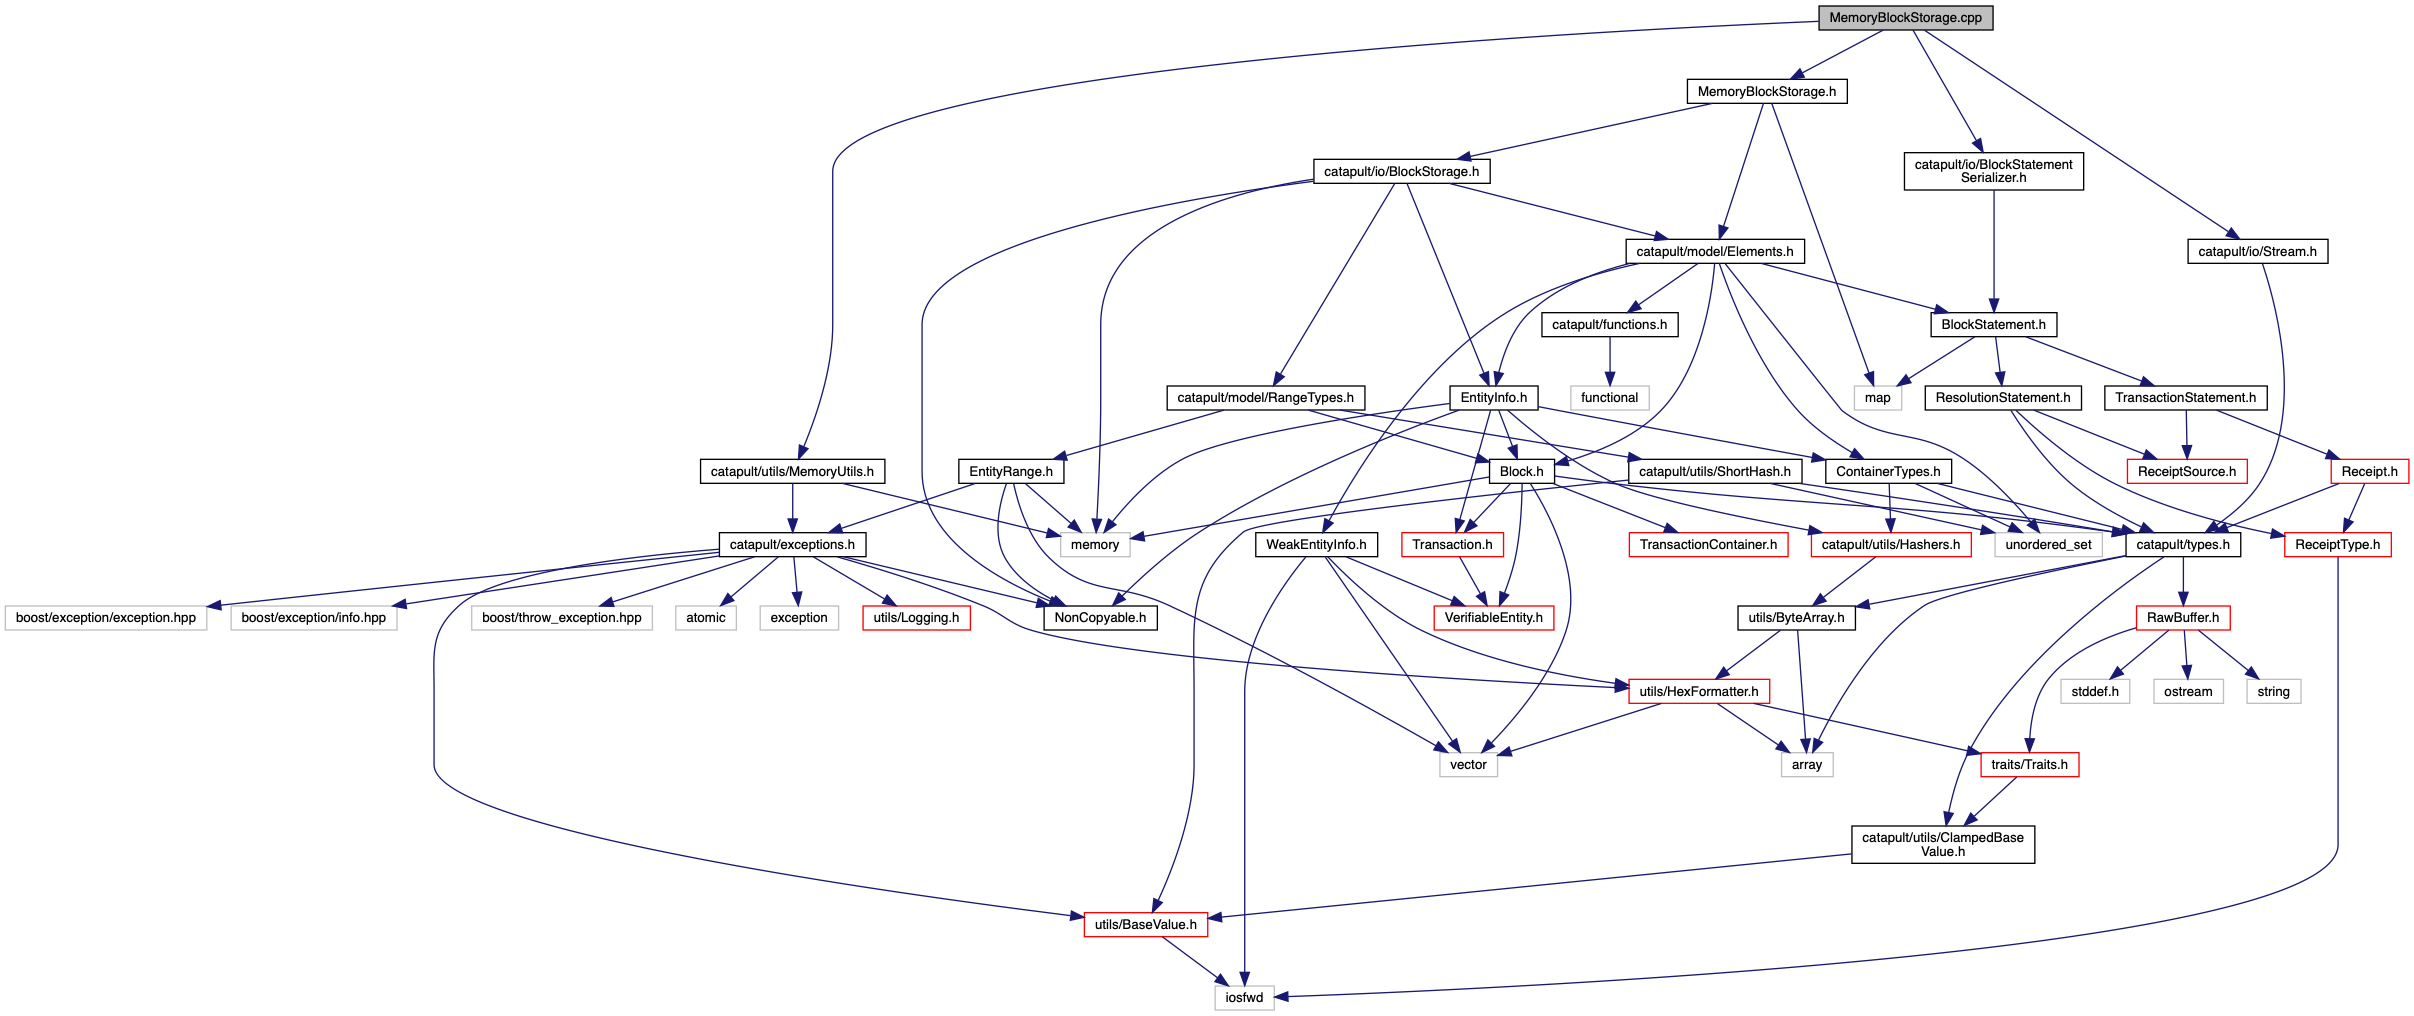 MemoryBlockStorage.cpp
MemoryBlockStorage.h
catapult/io/BlockStorage.h
catapult/io/BlockStatement
Serializer.h
catapult/model/Elements.h
catapult/io/Stream.h
catapult/functions.h
BlockStatement.h
catapult/model/RangeTypes.h
EntityInfo.h
functional
map
ResolutionStatement.h
TransactionStatement.h
catapult/utils/MemoryUtils.h
EntityRange.h
Block.h
catapult/utils/ShortHash.h
ContainerTypes.h
ReceiptSource.h
Receipt.h
catapult/exceptions.h
memory
WeakEntityInfo.h
Transaction.h
TransactionContainer.h
catapult/utils/Hashers.h
unordered_set
catapult/types.h
ReceiptType.h
boost/exception/exception.hpp
boost/exception/info.hpp
boost/throw_exception.hpp
atomic
exception
utils/Logging.h
NonCopyable.h
VerifiableEntity.h
utils/ByteArray.h
RawBuffer.h
utils/HexFormatter.h
stddef.h
ostream
string
vector
array
traits/Traits.h
catapult/utils/ClampedBase
Value.h
utils/BaseValue.h
iosfwd